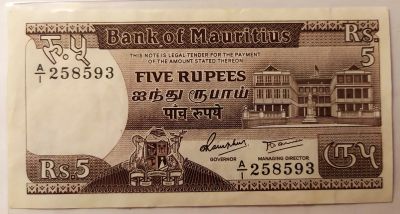 रु. ५
Bank of Mauritius
Rs. 5
THIS NOTE IS LEGAL TENDER FOR THE PAYMENT
OF THE AMOUNT STATED THEREON
A/1 258593
FIVE RUPEES
ஐந்து ரூபாய்
पांच रुपये
GOVERNOR
MANAGING DIRECTOR
Rs. 5
A/1 258593